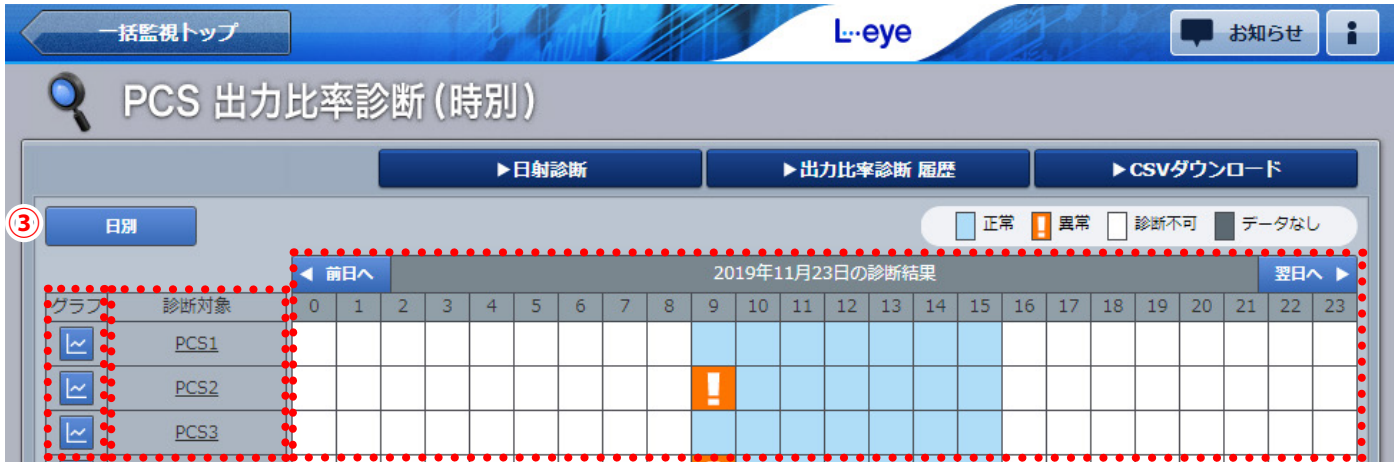 一括監視トップ
L・・eye
お知らせ
i
PCS 出力比率診断(時別)
▶日射診断
▶出力比率診断 履歴
▶CSVダウンロード
③
日別
正常
! 異常
診断不可
データなし
◀ 前日へ
2019年11月23日の診断結果
翌日へ ▶
グラフ 診断対象 0 1 2 3 4 5 6 7 8 9 10 11 12 13 14 15 16 17 18 19 20 21 22 23
PCS1
PCS2 !
PCS3